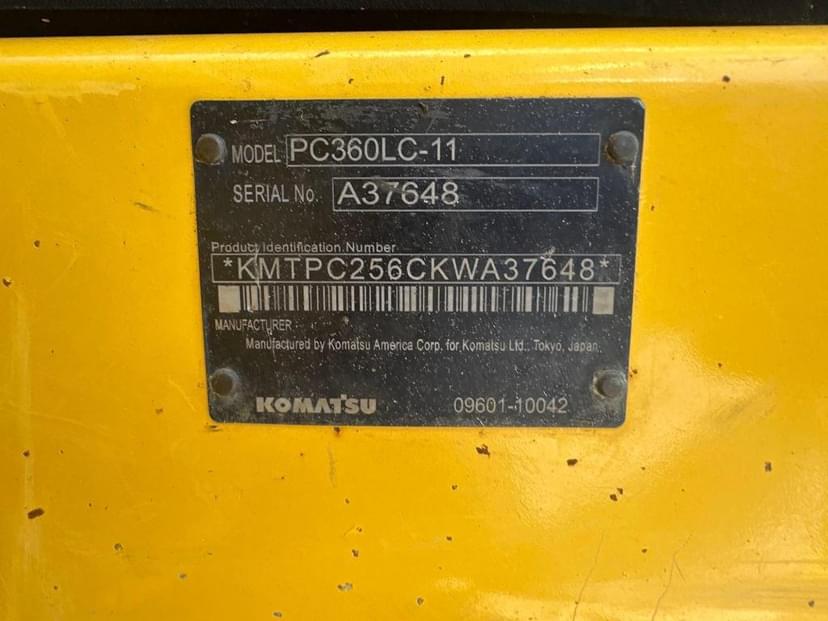 MODEL PC360LC-11
SERIAL No. A37648
Product Identification Number
*KMTPC256CKWA37648*
MANUFACTURER
Manufactured by Komatsu America Corp. for Komatsu Ltd., Tokyo, Japan.
KOMATSU 09601-10042